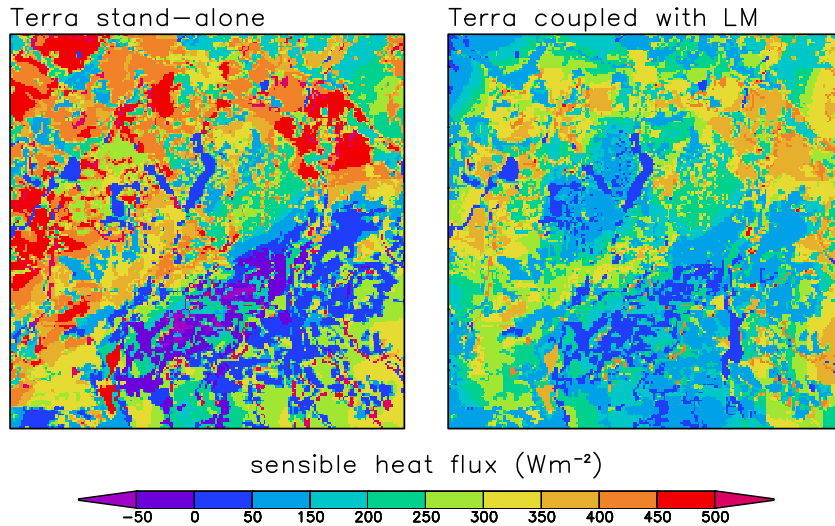 Terra stand-alone
Terra coupled with LM
sensible heat flux (Wm⁻²)
-50 0 50 150 200 250 300 350 400 450 500